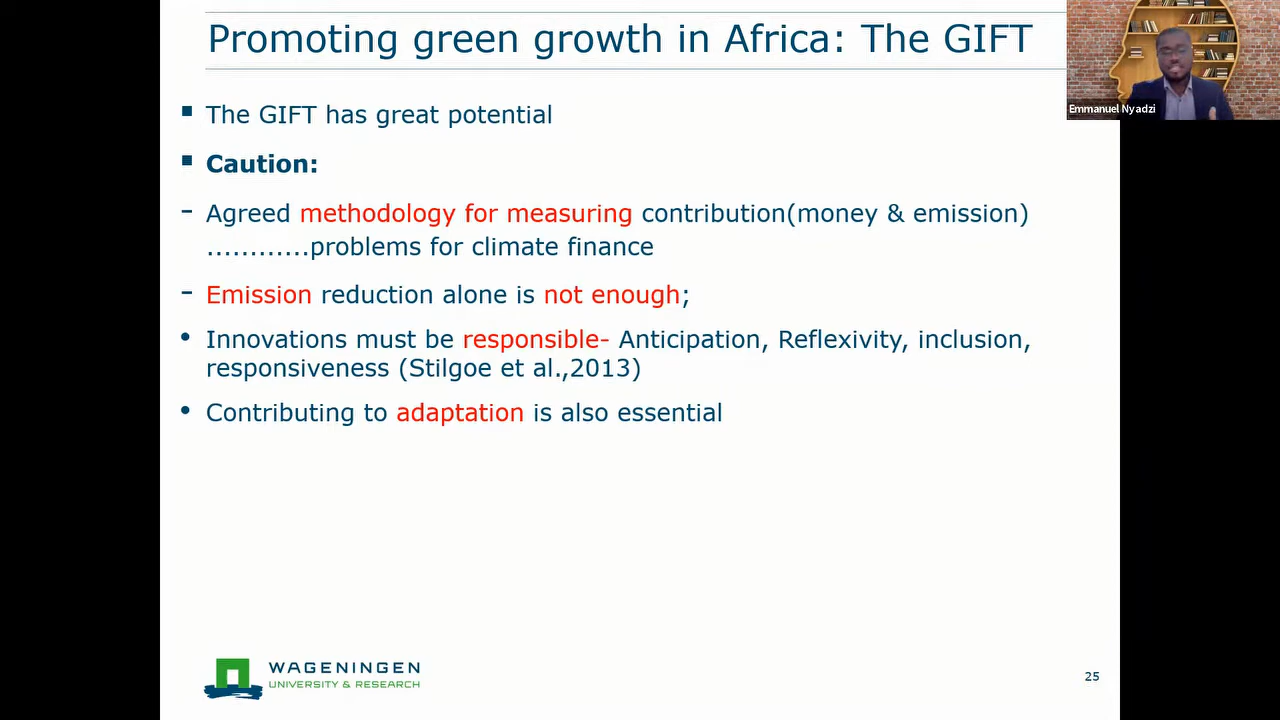 Promoting green growth in Africa: The GIFT
Emmanuel Nyadzi
▪ The GIFT has great potential
▪ Caution:
- Agreed methodology for measuring contribution(money & emission)
............problems for climate finance
- Emission reduction alone is not enough;
• Innovations must be responsible- Anticipation, Reflexivity, inclusion,
responsiveness (Stilgoe et al.,2013)
• Contributing to adaptation is also essential
WAGENINGEN
UNIVERSITY & RESEARCH
25